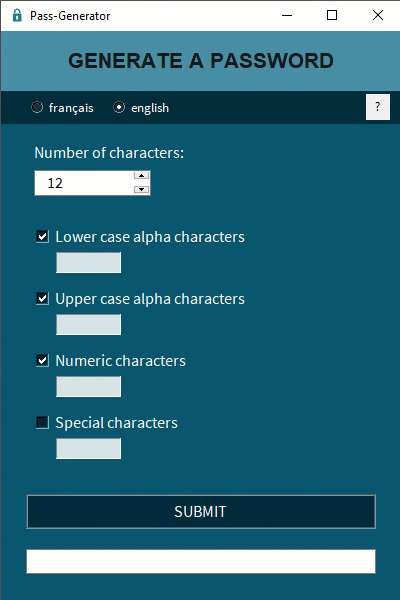 Pass-Generator
GENERATE A PASSWORD
français
english
?
Number of characters:
12
Lower case alpha characters
Upper case alpha characters
Numeric characters
Special characters
SUBMIT